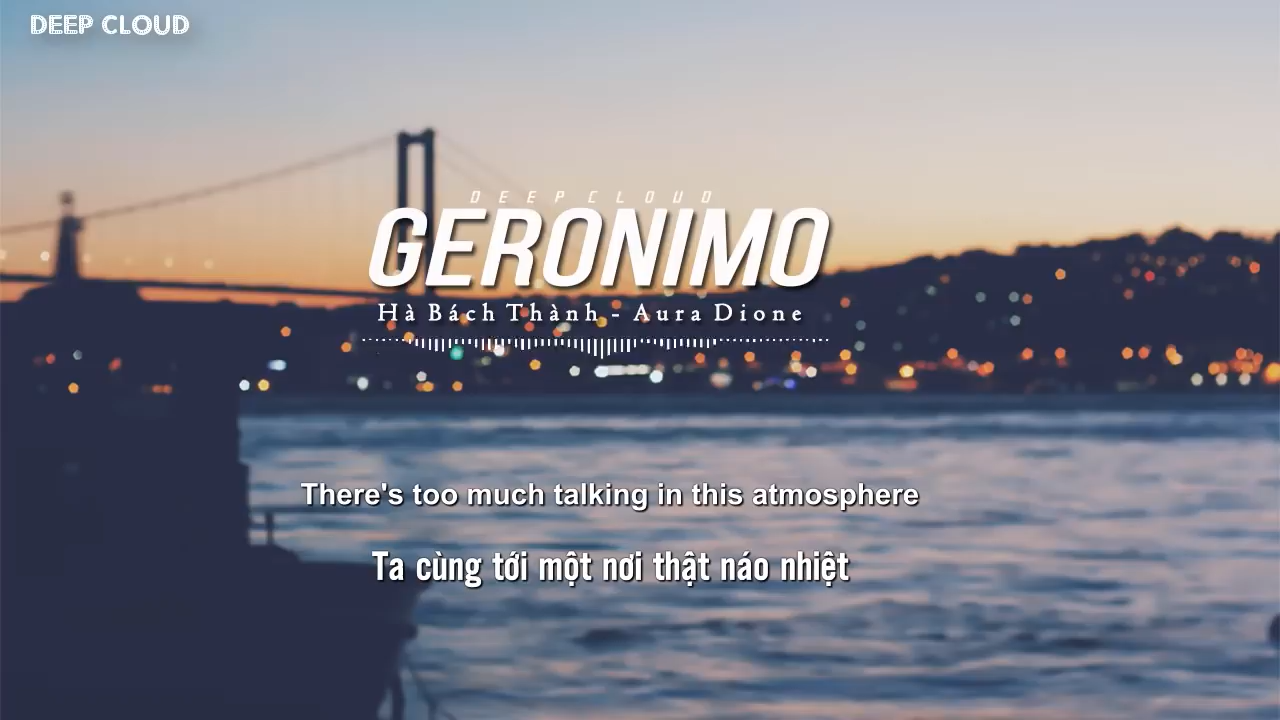 DEEP CLOUD
DEEP CLOUD
GERONIMO
Hà Bách Thành - Aura Dione
There's too much talking in this atmosphere
Ta cùng tới một nơi thật náo nhiệt